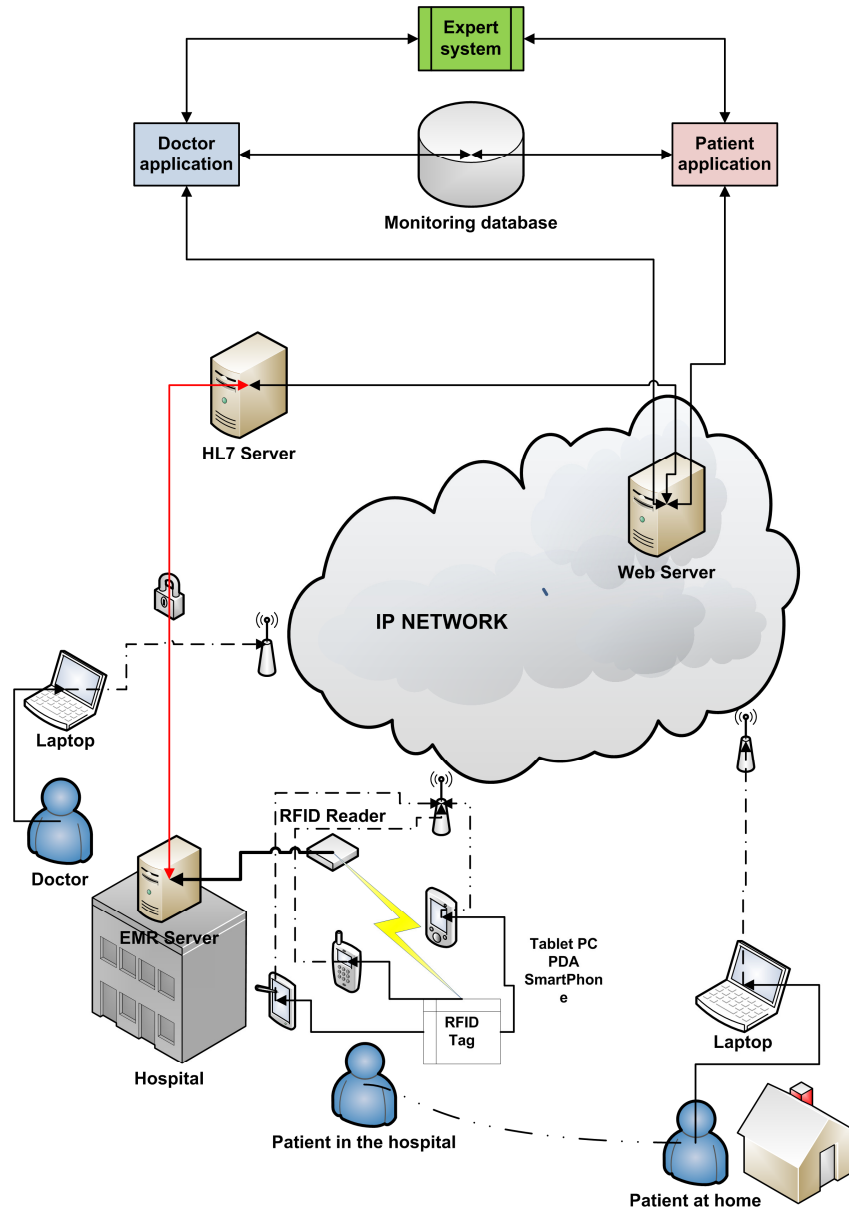 Expert
system
Doctor
application
Patient
application
Monitoring database
HL7 Server
Web Server
IP NETWORK
Laptop
RFID Reader
Doctor
EMR Server
Tablet PC
PDA
SmartPhon
e
RFID
Tag
Laptop
Hospital
Patient in the hospital
Patient at home